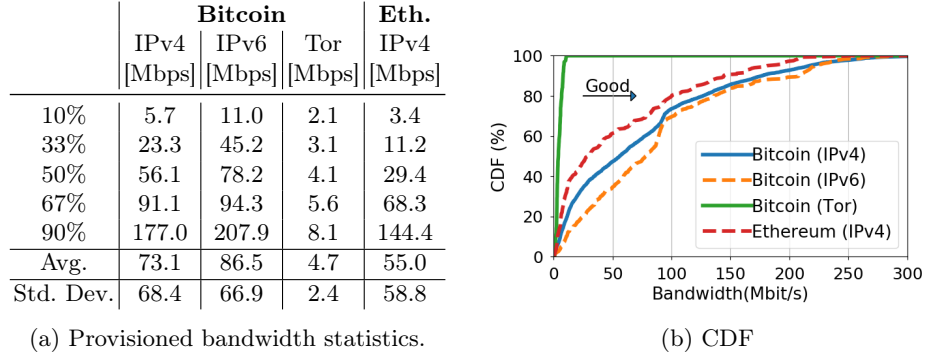 Bitcoin Eth.
IPv4 IPv6 Tor IPv4
[Mbps] [Mbps] [Mbps] [Mbps]
10% 5.7 11.0 2.1 3.4
33% 23.3 45.2 3.1 11.2
50% 56.1 78.2 4.1 29.4
67% 91.1 94.3 5.6 68.3
90% 177.0 207.9 8.1 144.4
Avg. 73.1 86.5 4.7 55.0
Std. Dev. 68.4 66.9 2.4 58.8
(a) Provisioned bandwidth statistics.
CDF (%)
100
80
60
40
20
0
Good
Bitcoin (IPv4)
Bitcoin (IPv6)
Bitcoin (Tor)
Ethereum (IPv4)
0 50 100 150 200 250 300
Bandwidth(Mbit/s)
(b) CDF